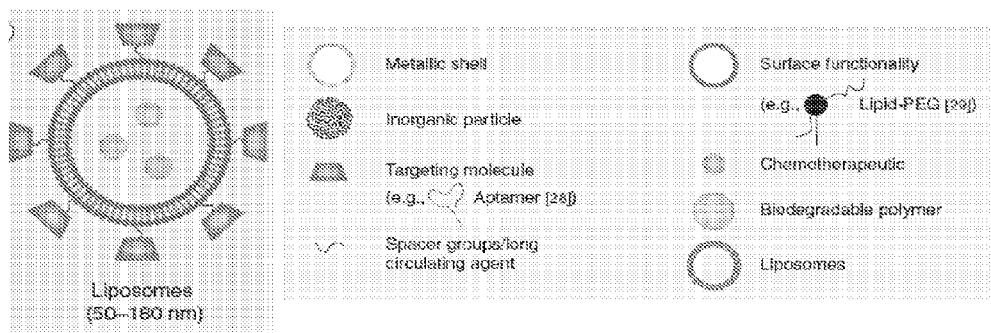 Liposomes
(50–160 nm)
Metallic shell
Inorganic particle
Targeting molecule
(e.g., Aptamer [28])
Spacer groups/long
circulating agent
Surface functionality
(e.g., Lipid-PEG [29])
Chemotherapeutic
Biodegradable polymer
Liposomes